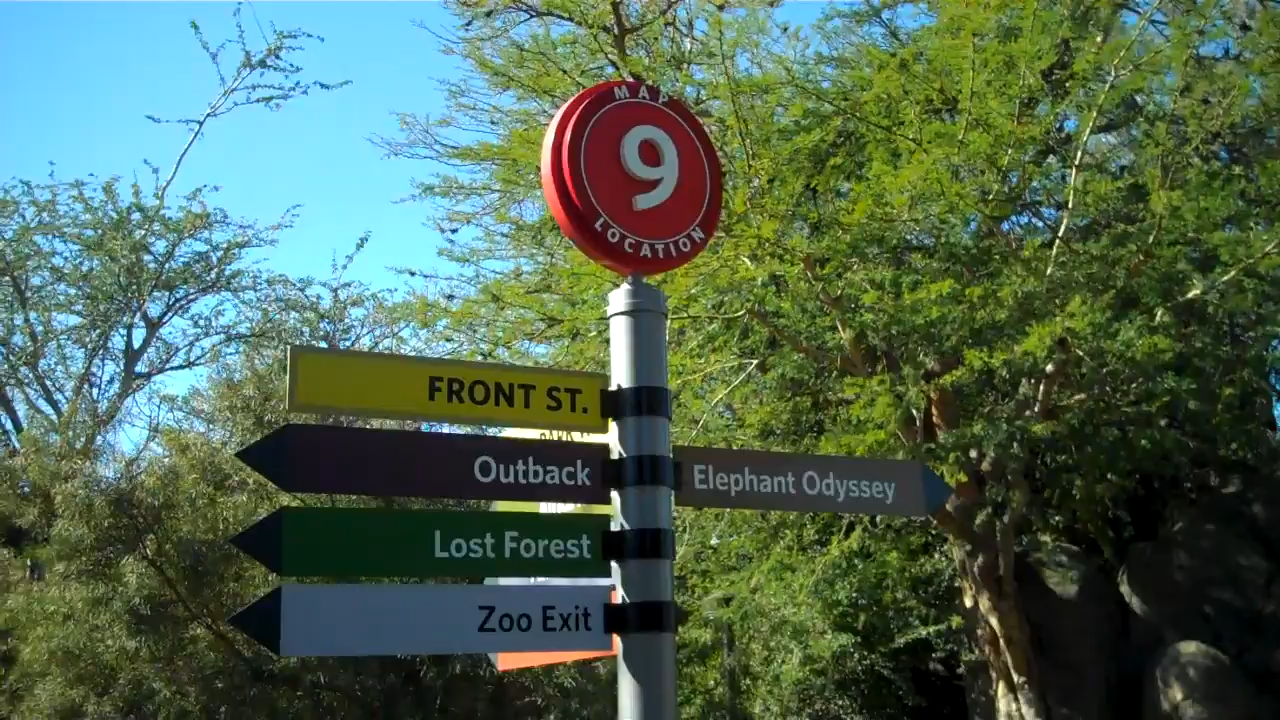 MAP
9
LOCATION
FRONT ST.
Outback
Elephant Odyssey
Lost Forest
Zoo Exit